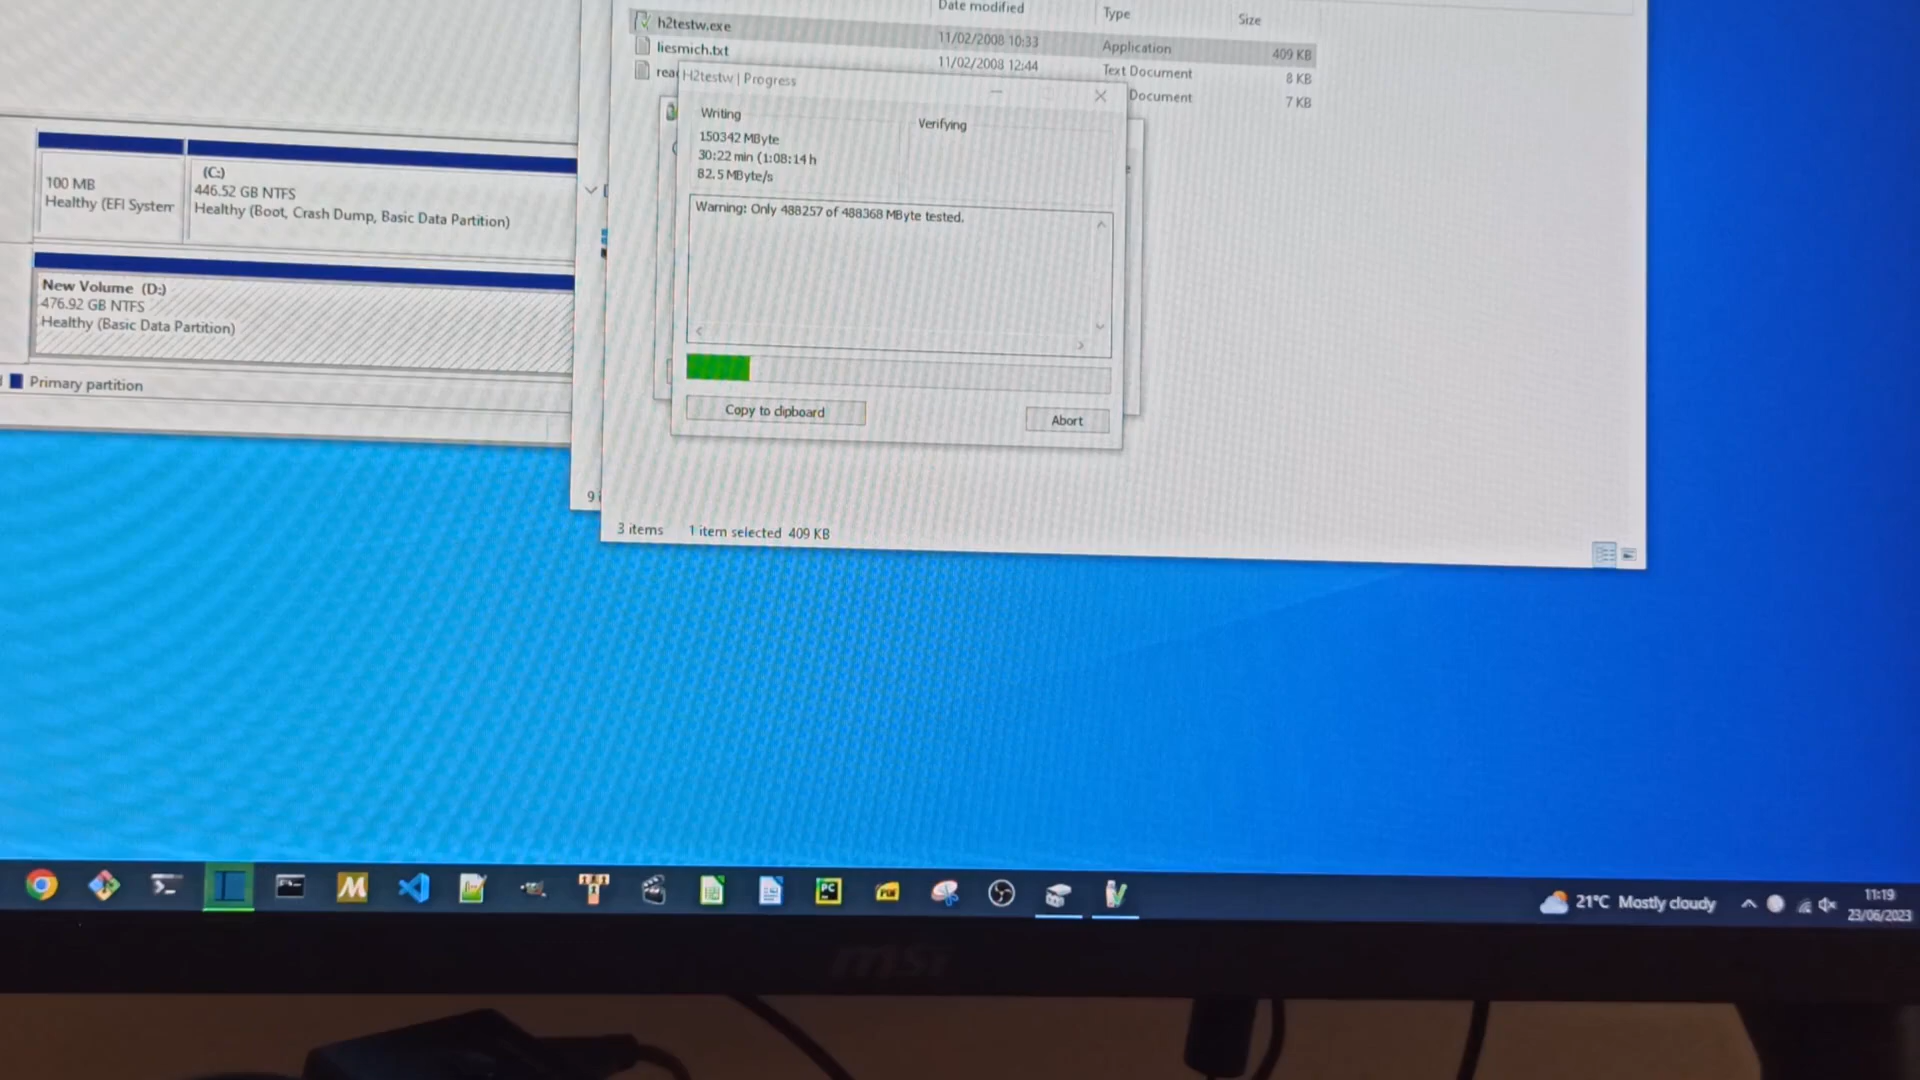 Date modified
Type
Size
h2testw.exe
11/02/2008 10:33
Application
409 KB
liesmich.txt
11/02/2008 12:44
Text Document
8 KB
Document
7 KB
H2testw | Progress
Writing
Verifying
150342 MByte
30:22 min (1:08:14 h
82.5 MByte/s
Warning: Only 488257 of 488368 MByte tested.
Copy to clipboard
Abort
100 MB
Healthy (EFI System
(C:)
446.52 GB NTFS
Healthy (Boot, Crash Dump, Basic Data Partition)
New Volume (D:)
476.92 GB NTFS
Healthy (Basic Data Partition)
Primary partition
3 items
1 item selected 409 KB
21°C Mostly cloudy
11:19
23/06/2023
msi